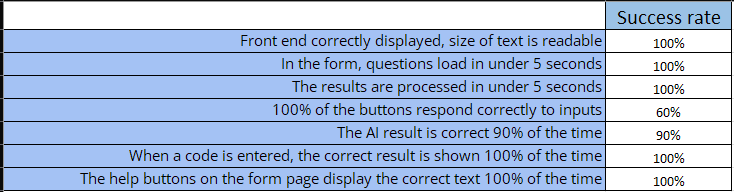 Success rate
Front end correctly displayed, size of text is readable 100%
In the form, questions load in under 5 seconds 100%
The results are processed in under 5 seconds 100%
100% of the buttons respond correctly to inputs 60%
The AI result is correct 90% of the time 90%
When a code is entered, the correct result is shown 100% of the time 100%
The help buttons on the form page display the correct text 100% of the time 100%